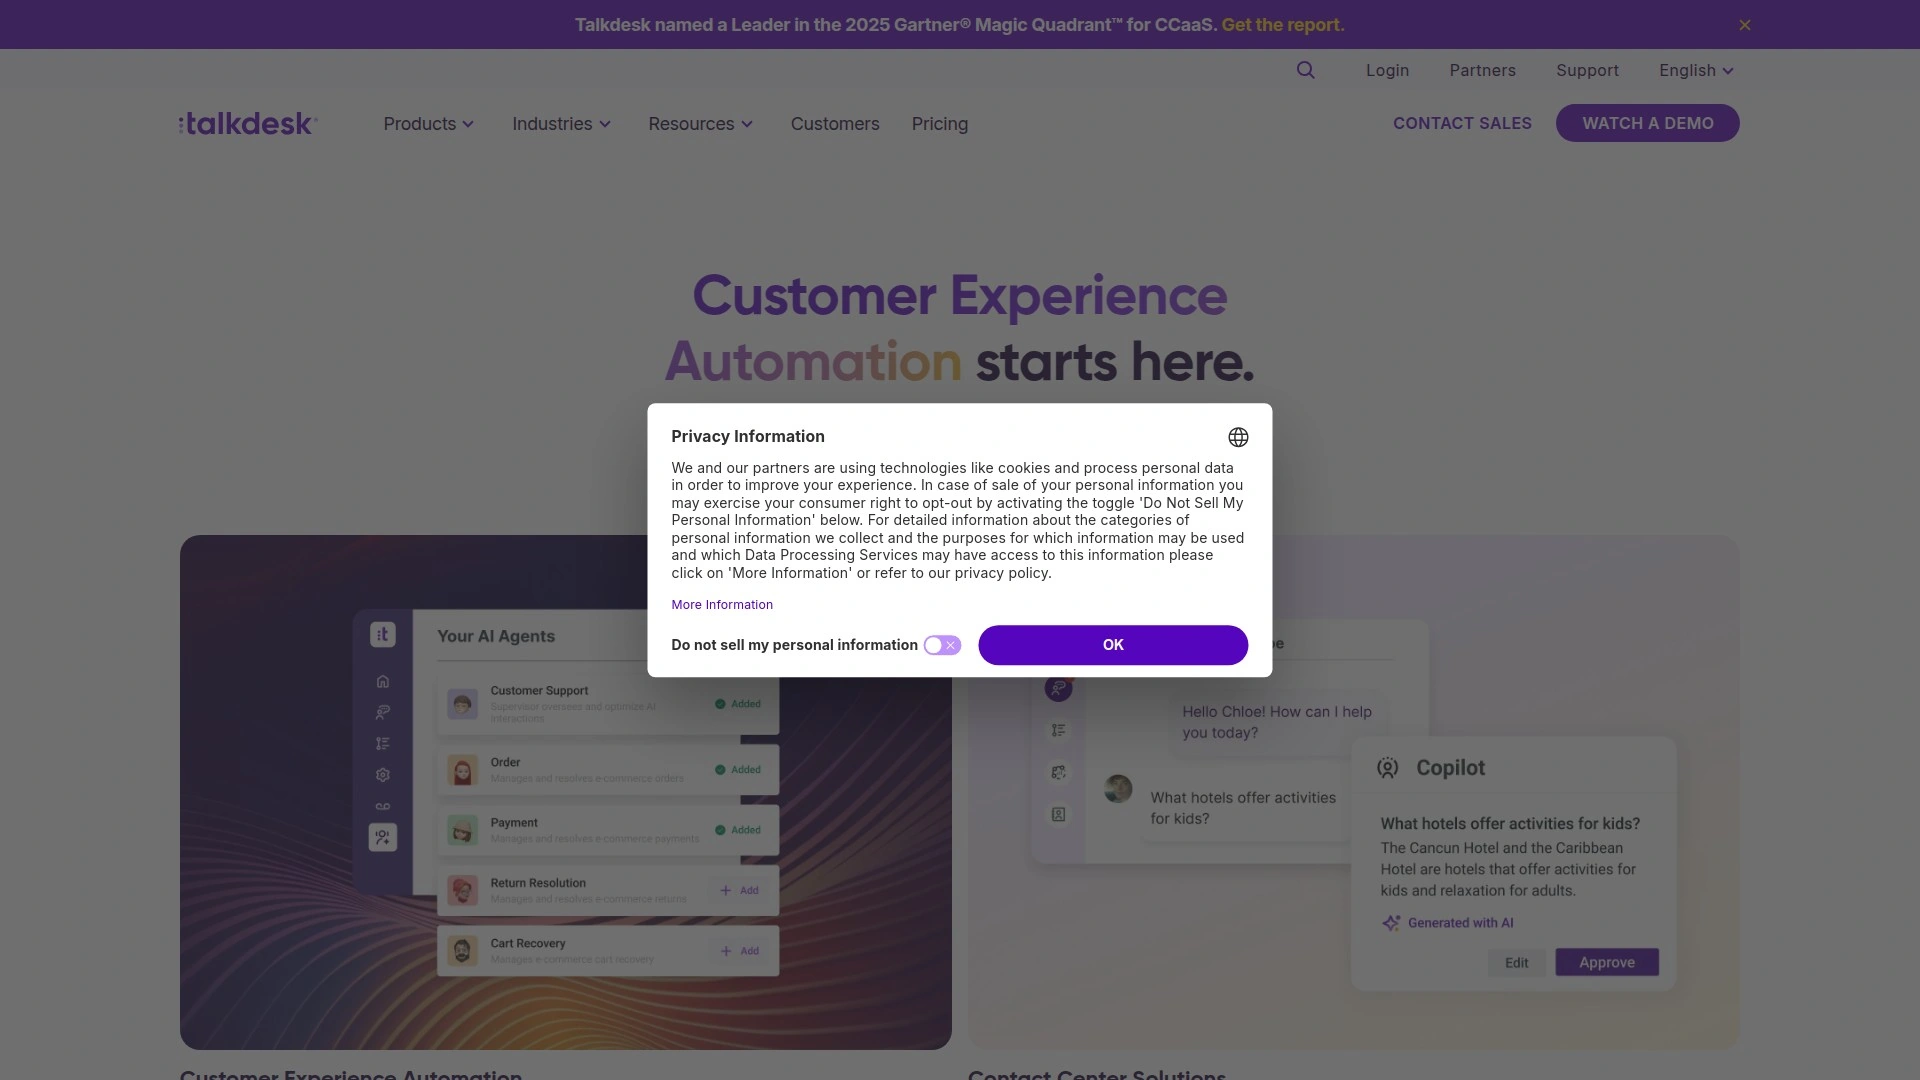 Talkdesk named a Leader in the 2025 Gartner® Magic Quadrant™ for CCaaS. Get the report.
Login Partners Support English
:talkdesk
Products Industries Resources Customers Pricing
CONTACT SALES WATCH A DEMO
Customer Experience
Automation starts here.
Privacy Information
We and our partners are using technologies like cookies and process personal data
in order to improve your experience. In case of sale of your personal information you
may exercise your consumer right to opt-out by activating the toggle 'Do Not Sell My
Personal Information' below. For detailed information about the categories of
personal information we collect and the purposes for which information may be used
and which Data Processing Services may have access to this information please
click on 'More Information' or refer to our privacy policy.
More Information
Do not sell my personal information
OK
:t
Your AI Agents
Customer Support
Supervisor oversees and optimize AI
interactions
Added
Order
Manages and resolves e-commerce orders
Added
Payment
Manages and resolves e-commerce payments
Added
Return Resolution
Manages and resolves e-commerce returns
+ Add
Cart Recovery
Manages e-commerce cart recovery
+ Add
Hello Chloe! How can I help
you today?
What hotels offer activities
for kids?
Copilot
What hotels offer activities for kids?
The Cancun Hotel and the Caribbean
Hotel are hotels that offer activities for
kids and relaxation for adults.
Generated with AI
Edit Approve
Customer Experience Automation
Contact Center Solutions